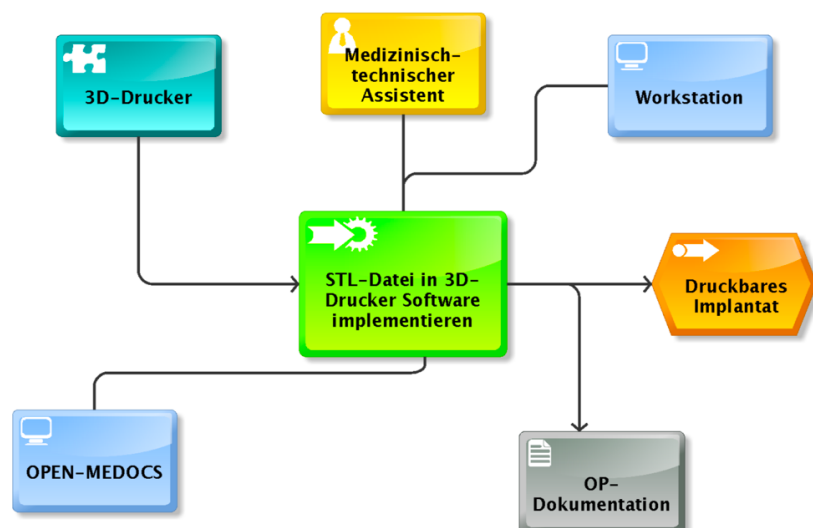 3D-Drucker
Medizinisch-
technischer
Assistent
Workstation
STL-Datei in 3D-
Drucker Software
implementieren
Druckbares
Implantat
OPEN-MEDOCS
OP-
Dokumentation